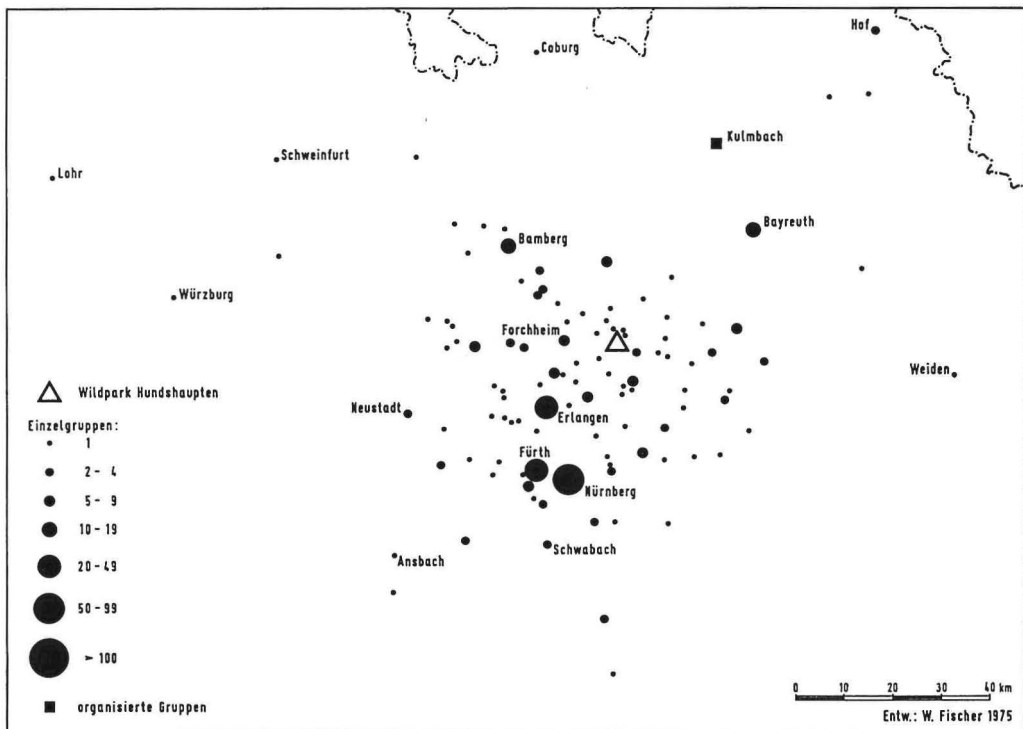 Hof
Coburg
Kulmbach
Schweinfurt
Lohr
Bayreuth
Bamberg
Würzburg
Forchheim
Weiden
Wildpark Hundshaupten
Neustadt
Erlangen
Einzelgruppen:
1
2 - 4
5 - 9
10 - 19
20 - 49
50 - 99
> 100
organisierte Gruppen
Fürth
Nürnberg
Schwabach
Ansbach
0 10 20 30 40 km
Entw.: W. Fischer 1975